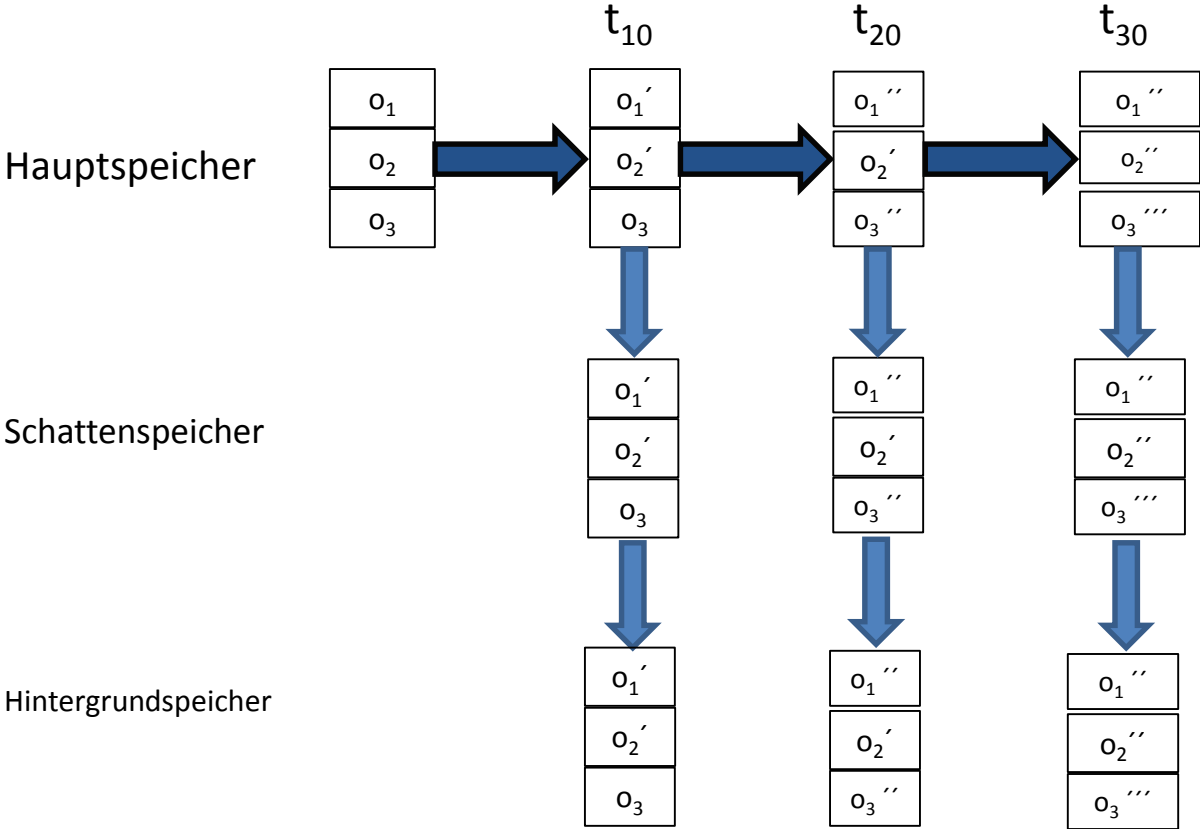 t₁₀ t₂₀ t₃₀
o₁ o₁´ o₁´´ o₁´´
Hauptspeicher o₂ o₂´ o₂´ o₂´´
o₃ o₃ o₃´´ o₃´´´
o₁´ o₁´´ o₁´´
Schattenspeicher o₂´ o₂´ o₂´´
o₃ o₃´´ o₃´´´
o₁´ o₁´´ o₁´´
Hintergrundspeicher o₂´ o₂´ o₂´´
o₃ o₃´´ o₃´´´